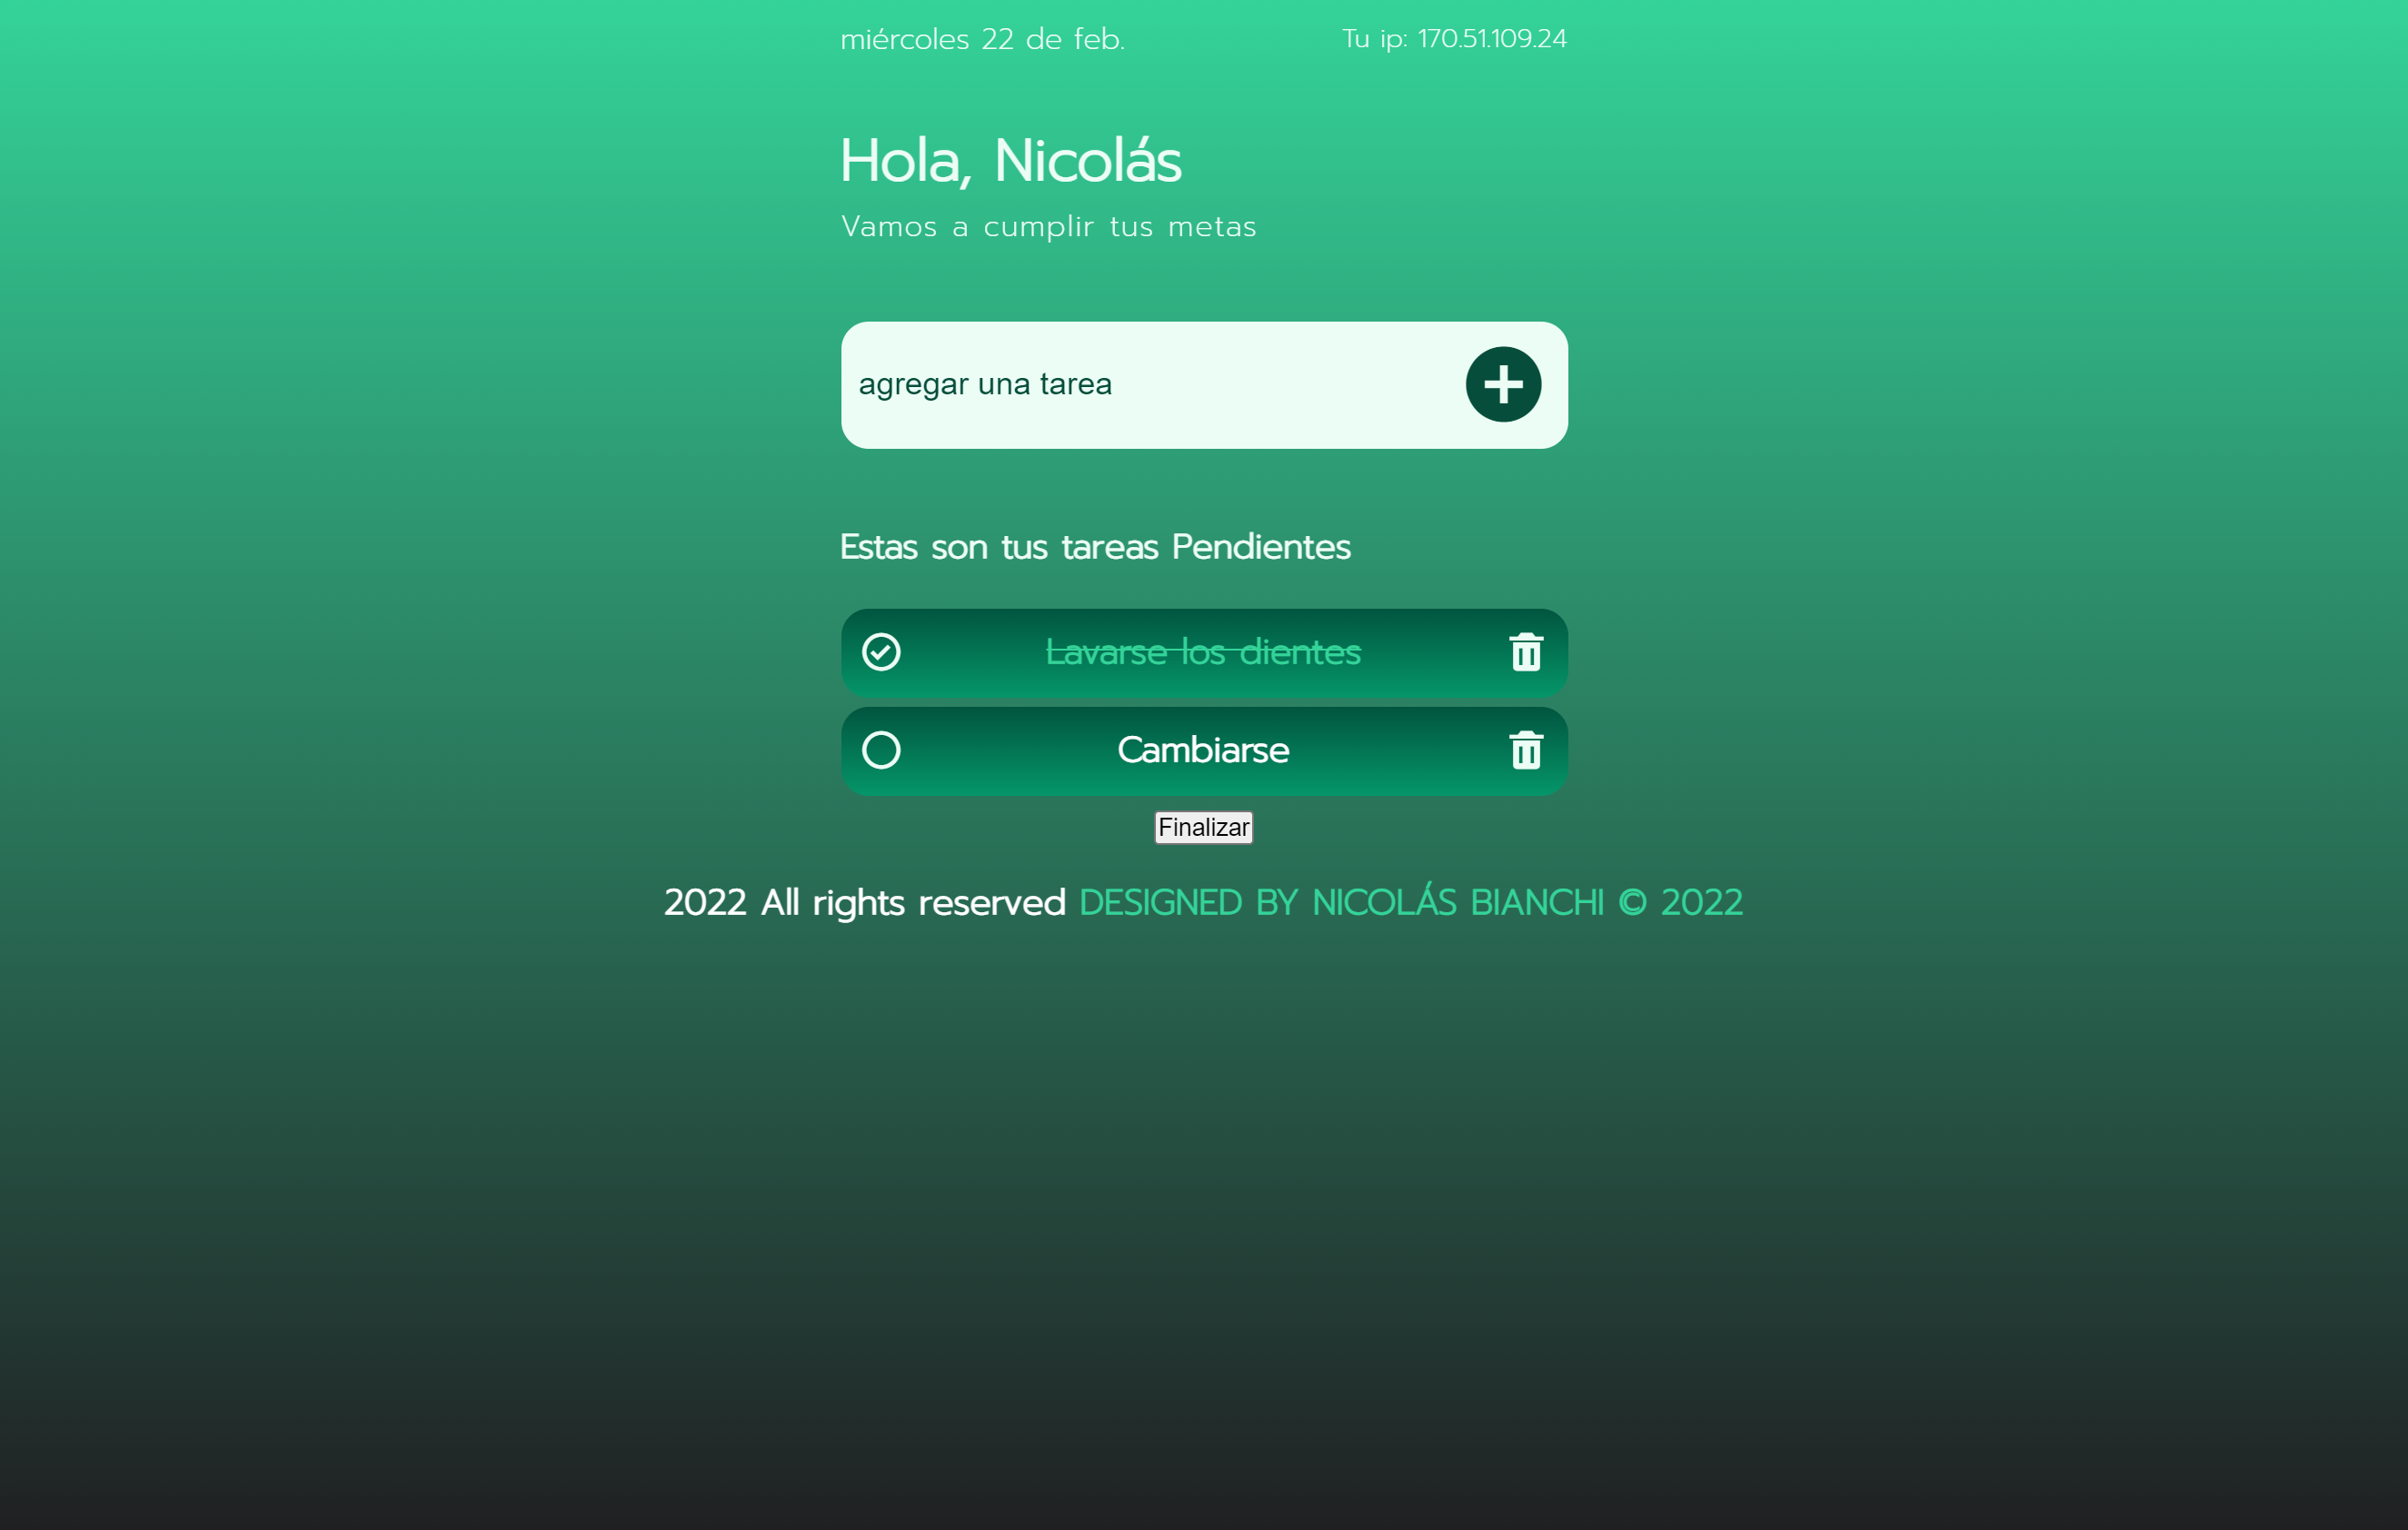 miércoles 22 de feb.
Tu ip: 170.51.109.24
Hola, Nicolás
Vamos a cumplir tus metas
agregar una tarea
Estas son tus tareas Pendientes
Lavarse los dientes
Cambiarse
Finalizar
2022 All rights reserved DESIGNED BY NICOLÁS BIANCHI © 2022